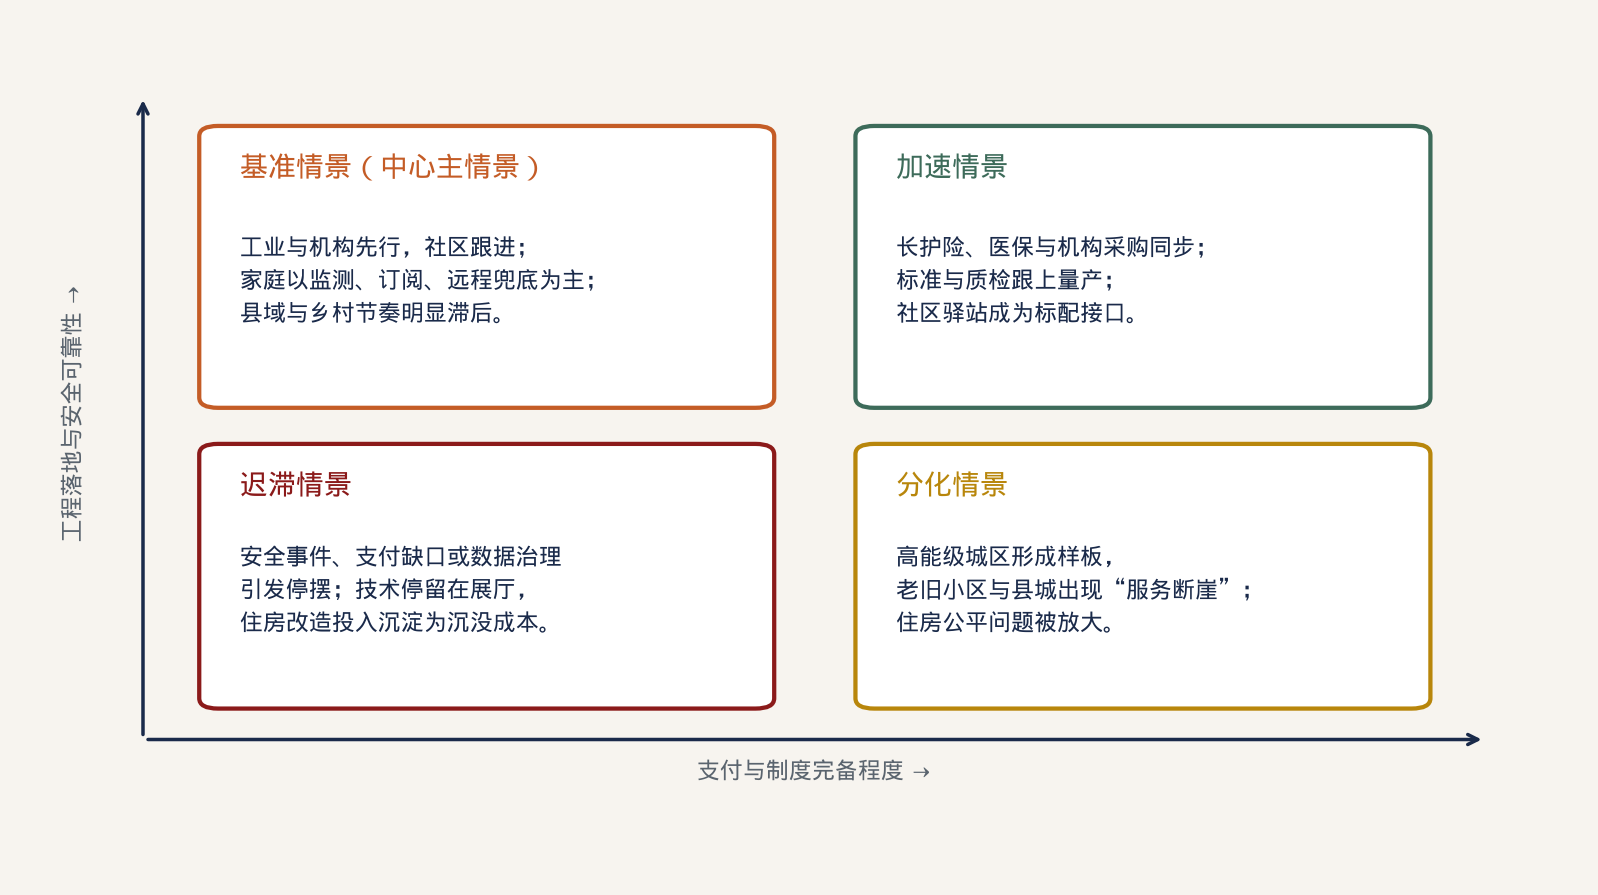 基准情景（中心主情景）
工业与机构先行，社区跟进；
家庭以监测、订阅、远程兜底为主；
县域与乡村节奏明显滞后。
加速情景
长护险、医保与机构采购同步；
标准与质检跟上量产；
社区驿站成为标配接口。
工程落地与安全可靠性 →
迟滞情景
安全事件、支付缺口或数据治理
引发停摆；技术停留在展厅，
住房改造投入沉淀为沉没成本。
分化情景
高能级城区形成样板，
老旧小区与县城出现“服务断崖”；
住房公平问题被放大。
支付与制度完备程度 →